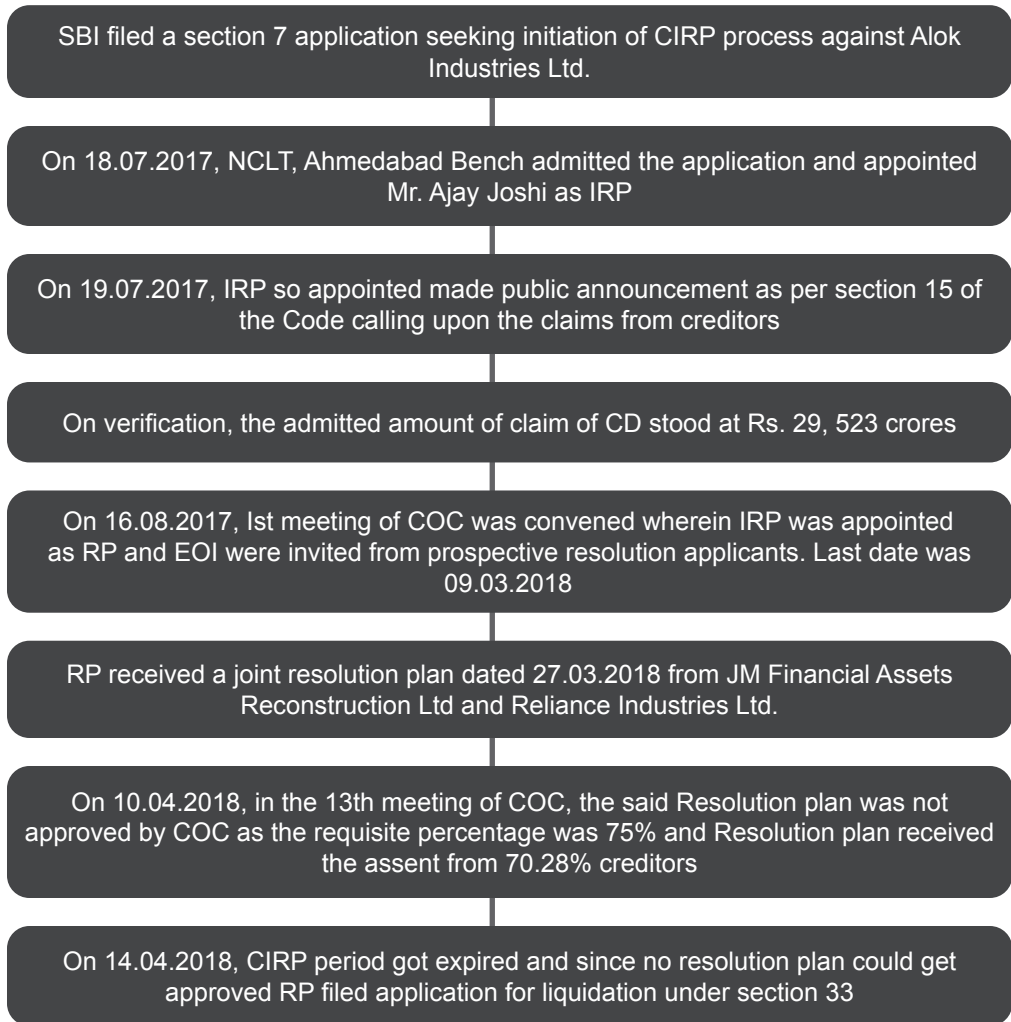 SBI filed a section 7 application seeking initiation of CIRP process against Alok
Industries Ltd.
On 18.07.2017, NCLT, Ahmedabad Bench admitted the application and appointed
Mr. Ajay Joshi as IRP
On 19.07.2017, IRP so appointed made public announcement as per section 15 of
the Code calling upon the claims from creditors
On verification, the admitted amount of claim of CD stood at Rs. 29, 523 crores
On 16.08.2017, Ist meeting of COC was convened wherein IRP was appointed
as RP and EOI were invited from prospective resolution applicants. Last date was
09.03.2018
RP received a joint resolution plan dated 27.03.2018 from JM Financial Assets
Reconstruction Ltd and Reliance Industries Ltd.
On 10.04.2018, in the 13th meeting of COC, the said Resolution plan was not
approved by COC as the requisite percentage was 75% and Resolution plan received
the assent from 70.28% creditors
On 14.04.2018, CIRP period got expired and since no resolution plan could get
approved RP filed application for liquidation under section 33